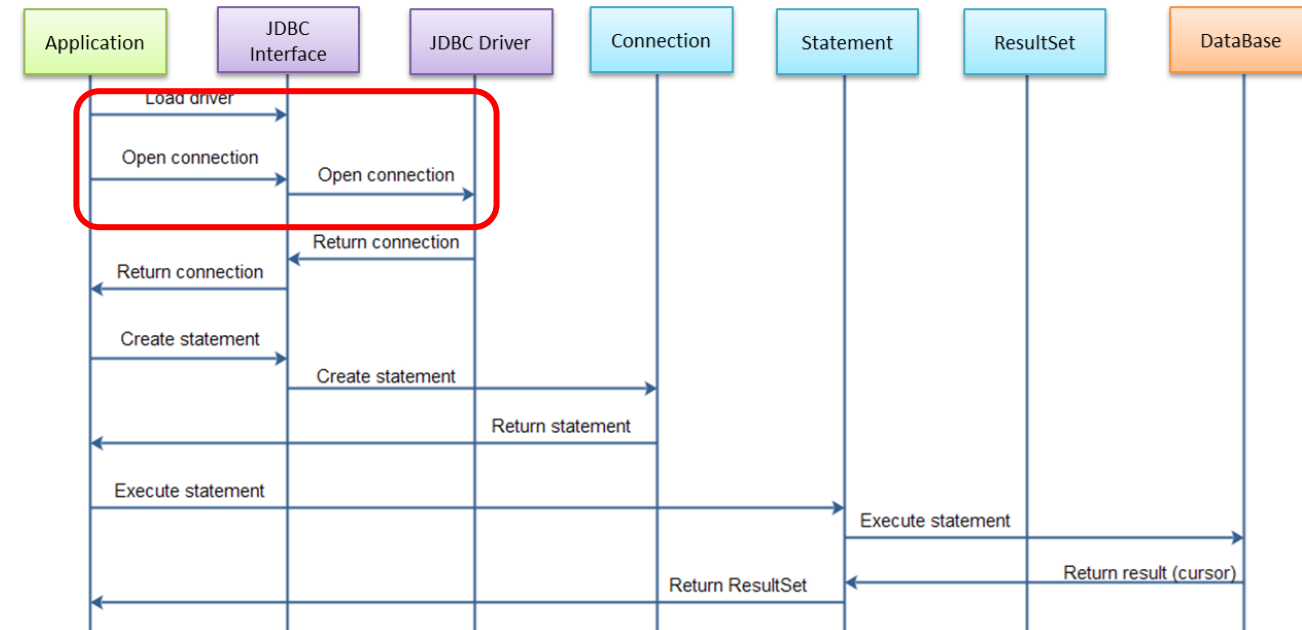 Application
JDBC
Interface
JDBC Driver
Connection
Statement
ResultSet
DataBase
Load driver
Open connection
Open connection
Return connection
Return connection
Create statement
Create statement
Return statement
Execute statement
Execute statement
Return result (cursor)
Return ResultSet